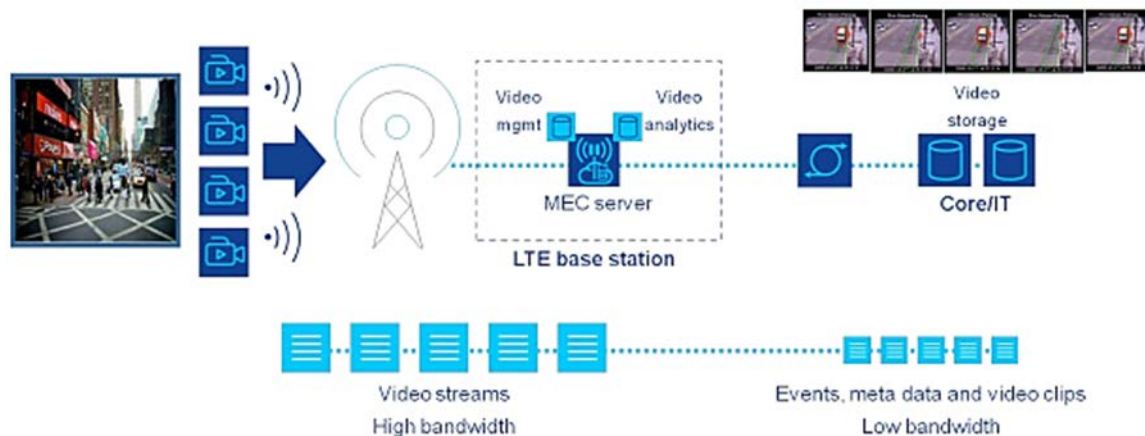 Video
mgmt
Video
analytics
MEC server
LTE base station
Video
storage
Core/IT
Video streams
High bandwidth
Events, meta data and video clips
Low bandwidth